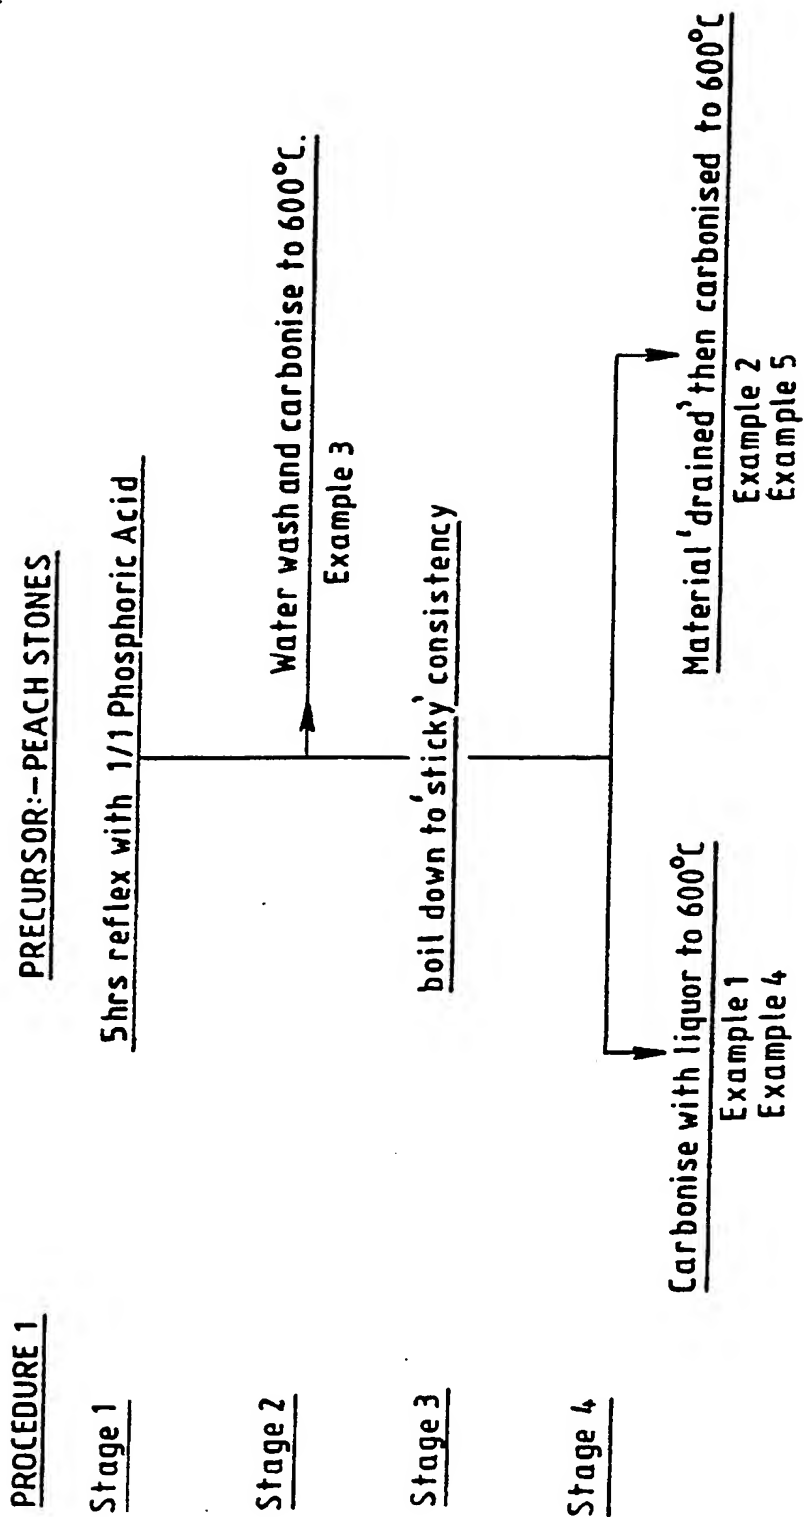 PROCEDURE 1
PRECURSOR:-PEACH STONES
Stage 1
5hrs reflex with 1/1 Phosphoric Acid
Stage 2
Water wash and carbonise to 600°C.
Example 3
Stage 3
boil down to 'sticky' consistency
Stage 4
Carbonise with liquor to 600°C
Example 1
Example 4
Material 'drained' then carbonised to 600°C
Example 2
Example 5